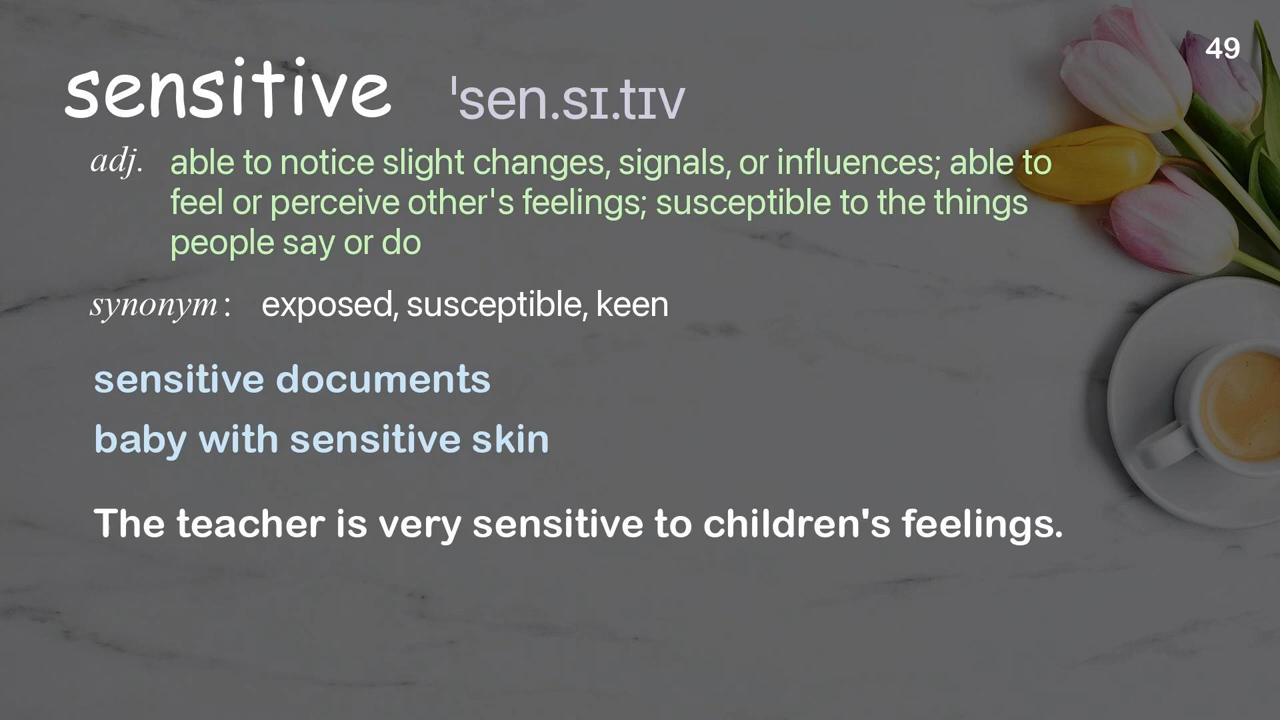 49
sensitive ˈsen.sɪ.tɪv
adj. able to notice slight changes, signals, or influences; able to
feel or perceive other's feelings; susceptible to the things
people say or do
synonym: exposed, susceptible, keen
sensitive documents
baby with sensitive skin
The teacher is very sensitive to children's feelings.